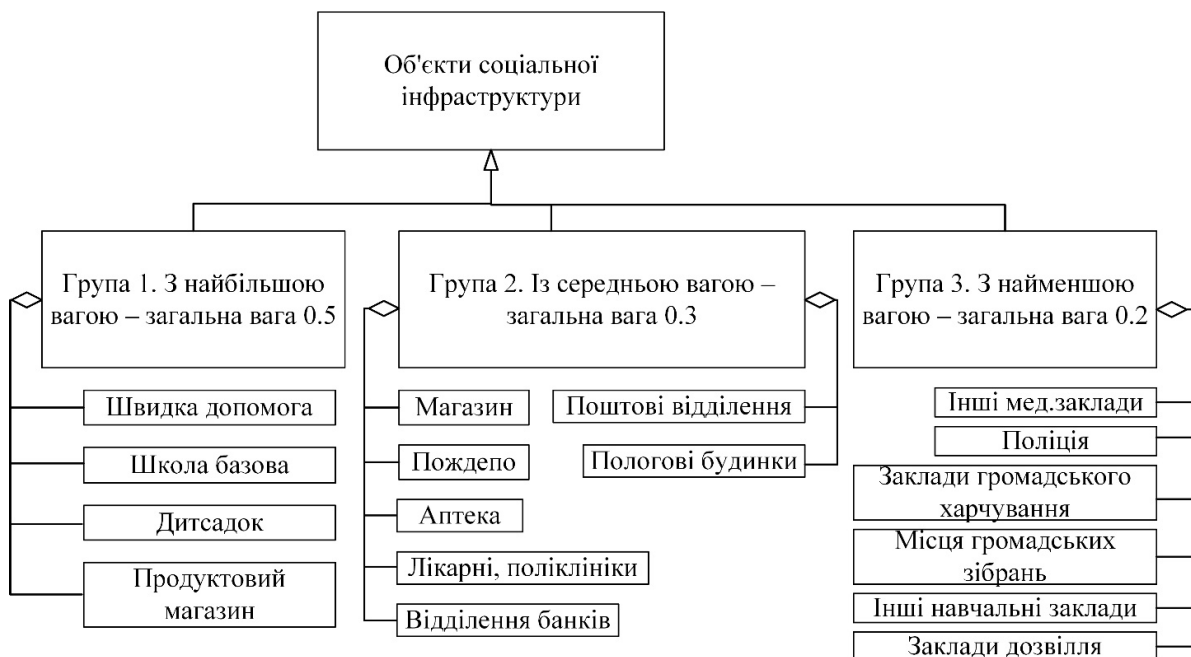 Об'єкти соціальної
інфраструктури
Група 1. З найбільшою
вагою – загальна вага 0.5
Швидка допомога
Школа базова
Дитсадок
Продуктовий
магазин
Група 2. Із середньою вагою –
загальна вага 0.3
Магазин
Пождепо
Аптека
Лікарні, поліклініки
Відділення банків
Поштові відділення
Пологові будинки
Група 3. З найменшою
вагою – загальна вага 0.2
Інші мед.заклади
Поліція
Заклади громадського
харчування
Місця громадських
зібрань
Інші навчальні заклади
Заклади дозвілля